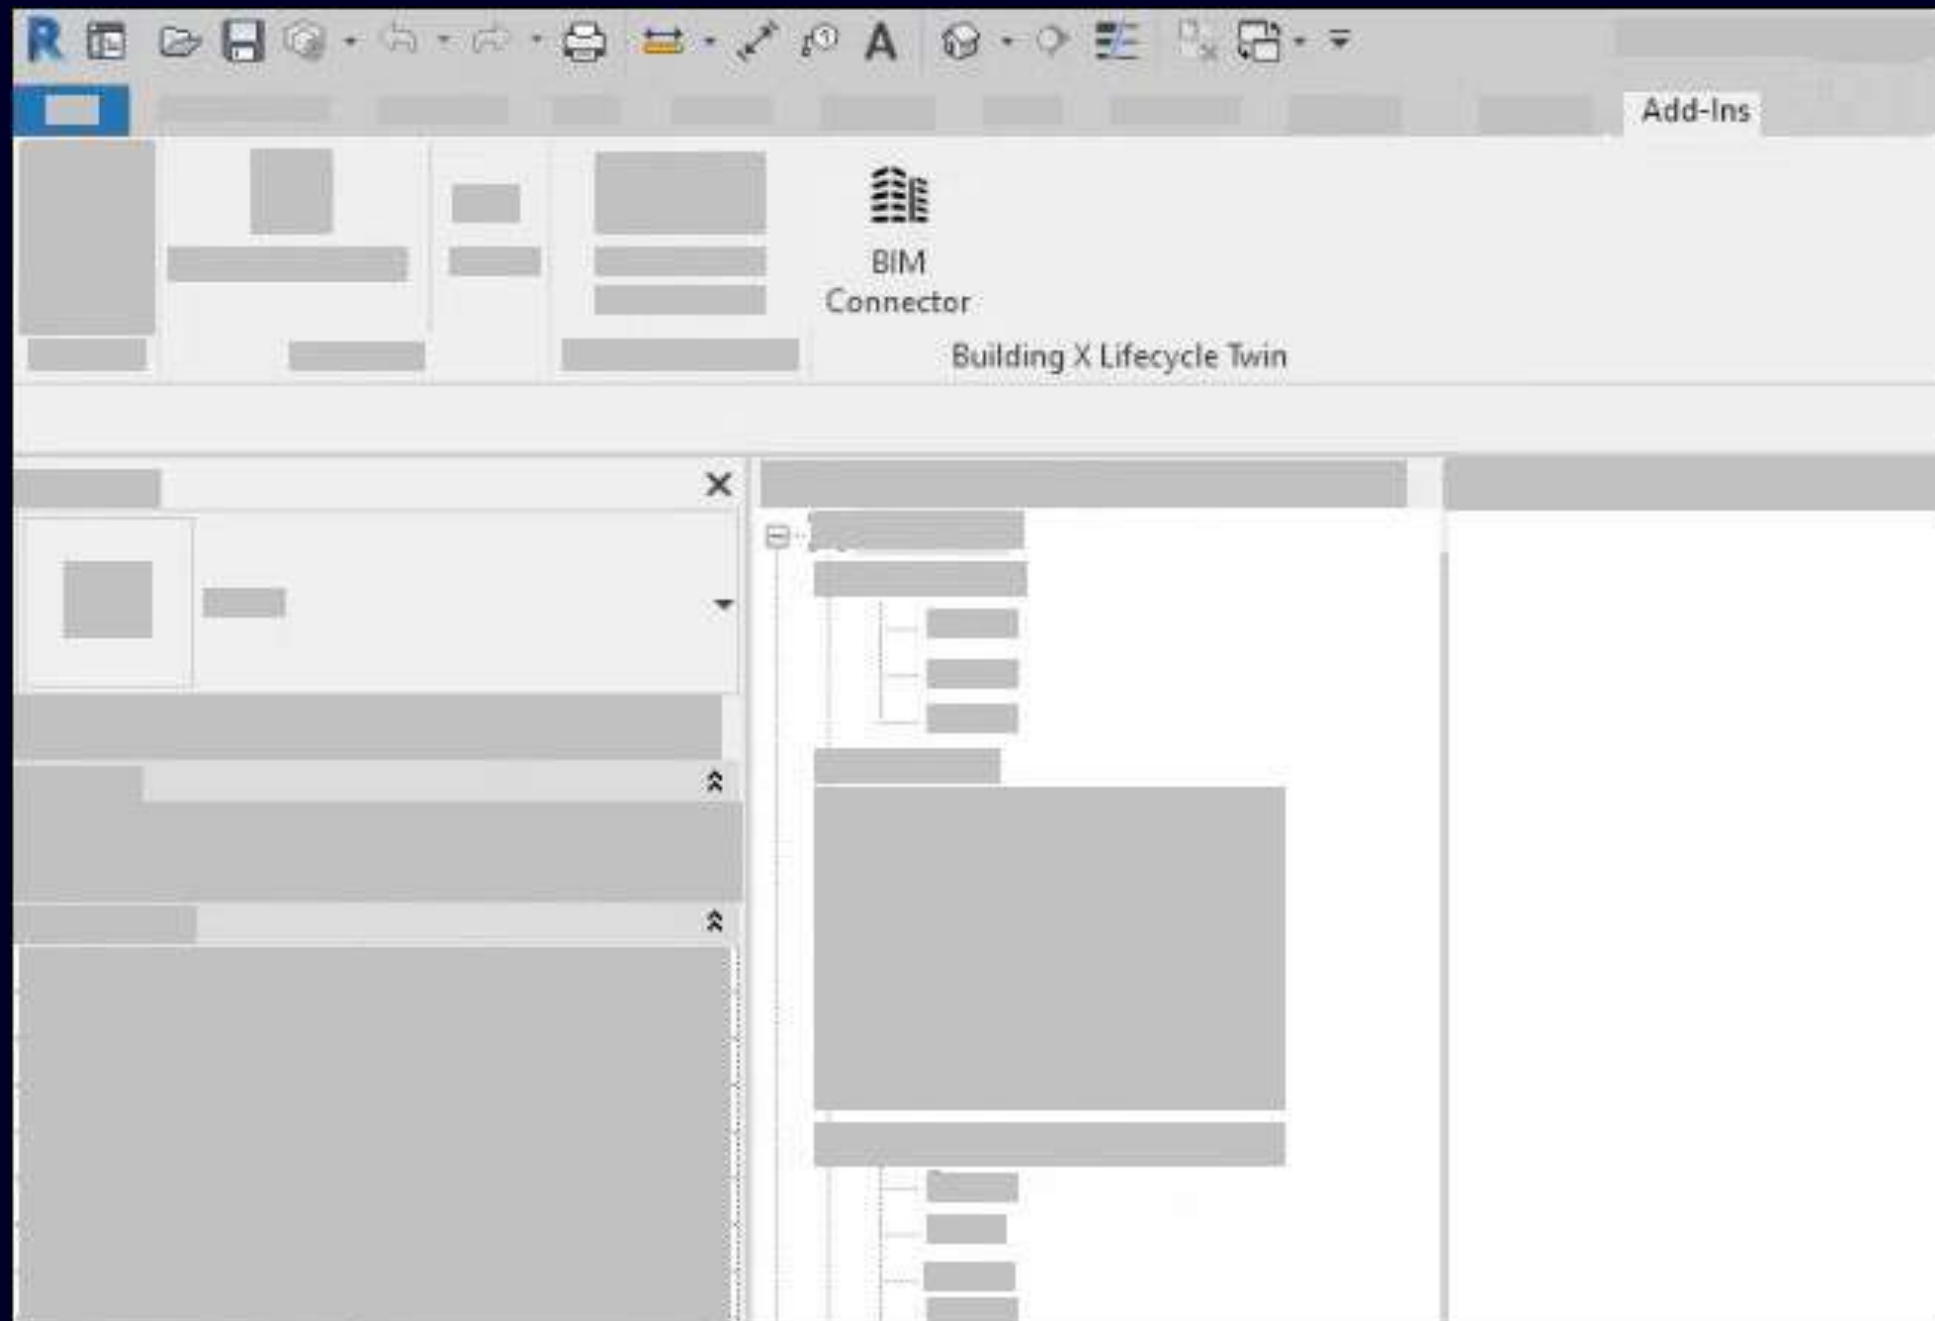 R
A
Add-Ins
BIM
Connector
Building X Lifecycle Twin